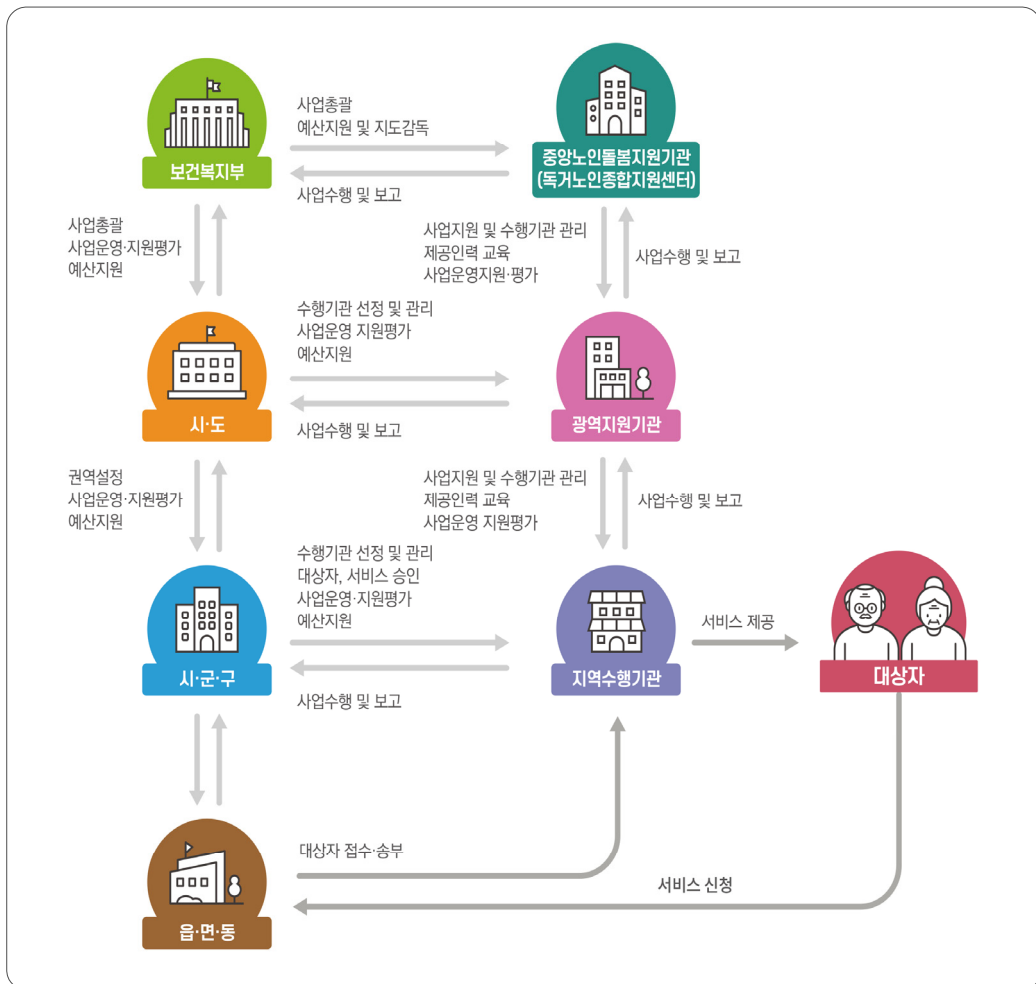 보건복지부
사업총괄
예산지원 및 지도감독
사업수행 및 보고
중앙노인돌봄지원기관
(독거노인종합지원센터)
사업총괄
사업운영·지원평가
예산지원
사업지원 및 수행기관 관리
제공인력 교육
사업운영지원·평가
사업수행 및 보고
시·도
수행기관 선정 및 관리
사업운영 지원평가
예산지원
사업수행 및 보고
광역지원기관
권역설정
사업운영·지원평가
예산지원
사업지원 및 수행기관 관리
제공인력 교육
사업운영 지원평가
사업수행 및 보고
시·군·구
수행기관 선정 및 관리
대상자, 서비스 승인
사업운영·지원평가
예산지원
사업수행 및 보고
지역수행기관
서비스 제공
대상자
읍·면·동
대상자 접수·송부
서비스 신청